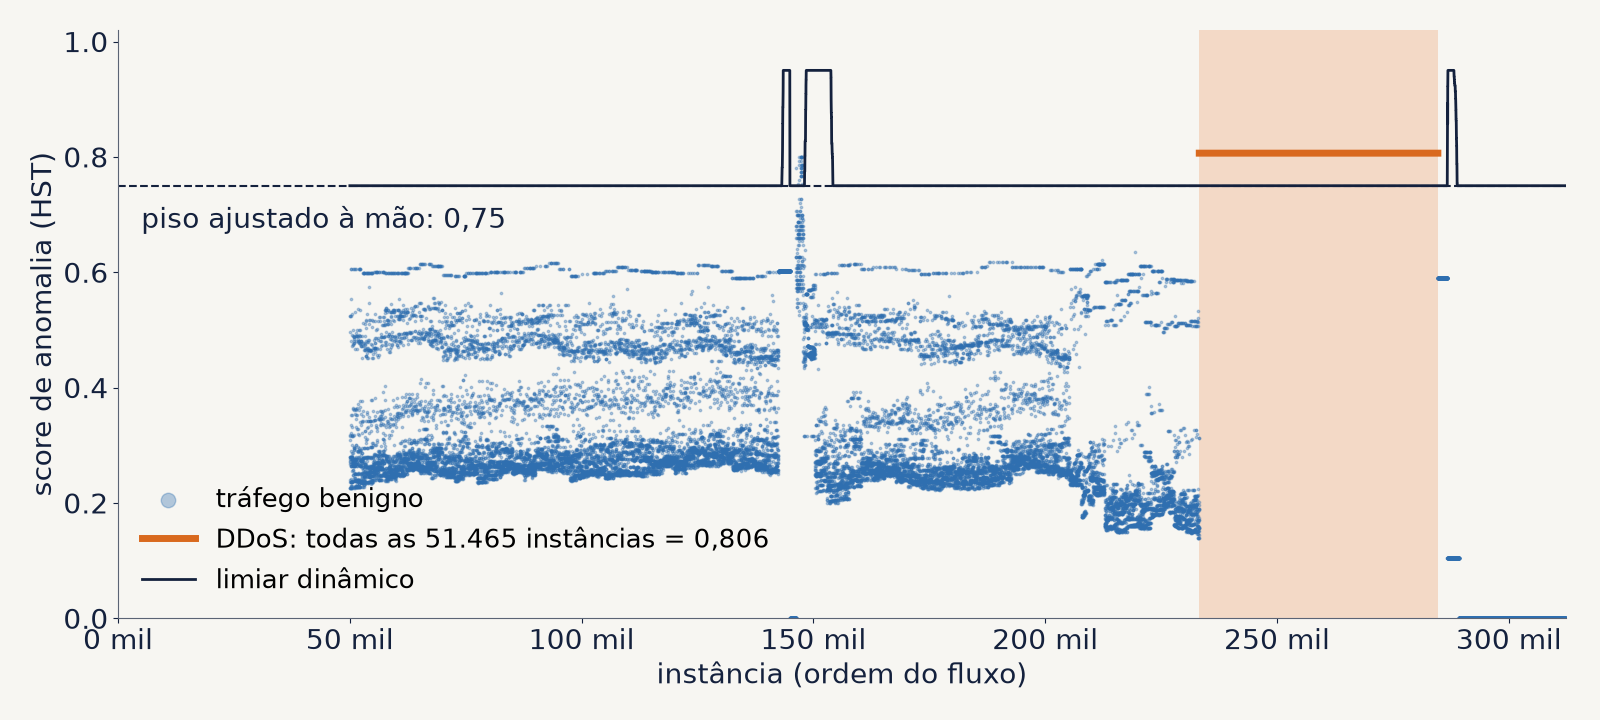 score de anomalia (HST)
1.0
0.8
0.6
0.4
0.2
0.0
piso ajustado à mão: 0,75
tráfego benigno
DDoS: todas as 51.465 instâncias = 0,806
limiar dinâmico
0 mil 50 mil 100 mil 150 mil 200 mil 250 mil 300 mil
instância (ordem do fluxo)